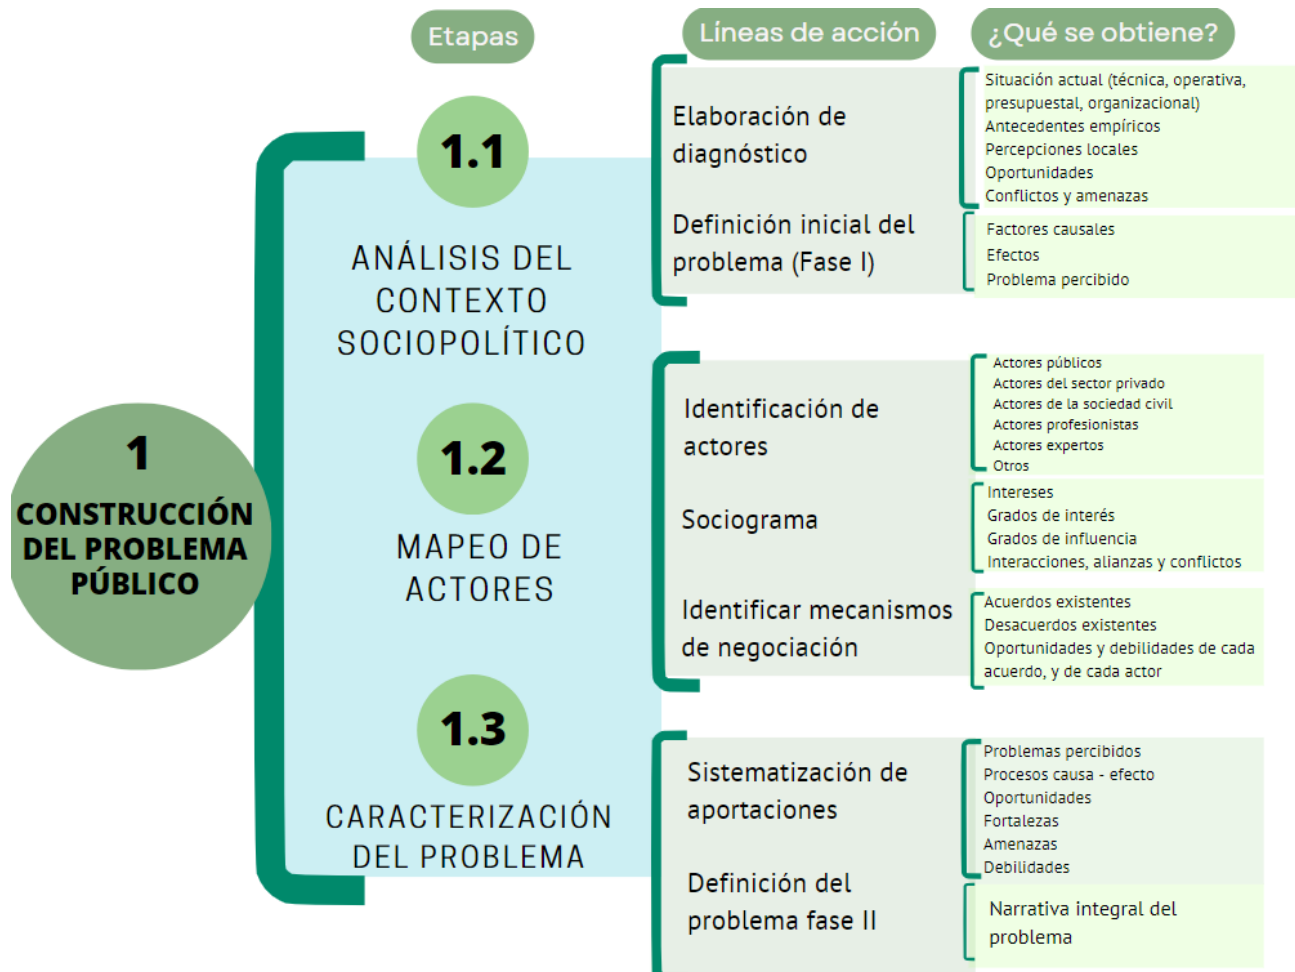 Etapas
Líneas de acción
¿Qué se obtiene?
1
CONSTRUCCIÓN
DEL PROBLEMA
PÚBLICO
1.1
ANÁLISIS DEL
CONTEXTO
SOCIOPOLÍTICO
Elaboración de
diagnóstico
Situación actual (técnica, operativa,
presupuestal, organizacional)
Antecedentes empíricos
Percepciones locales
Oportunidades
Conflictos y amenazas
Definición inicial del
problema (Fase I)
Factores causales
Efectos
Problema percibido
1.2
MAPEO DE
ACTORES
Identificación de
actores
Actores públicos
Actores del sector privado
Actores de la sociedad civil
Actores profesionistas
Actores expertos
Otros
Sociograma
Intereses
Grados de interés
Grados de influencia
Interacciones, alianzas y conflictos
Identificar mecanismos
de negociación
Acuerdos existentes
Desacuerdos existentes
Oportunidades y debilidades de cada
acuerdo, y de cada actor
1.3
CARACTERIZACIÓN
DEL PROBLEMA
Sistematización de
aportaciones
Problemas percibidos
Procesos causa - efecto
Oportunidades
Fortalezas
Amenazas
Debilidades
Definición del
problema fase II
Narrativa integral del
problema